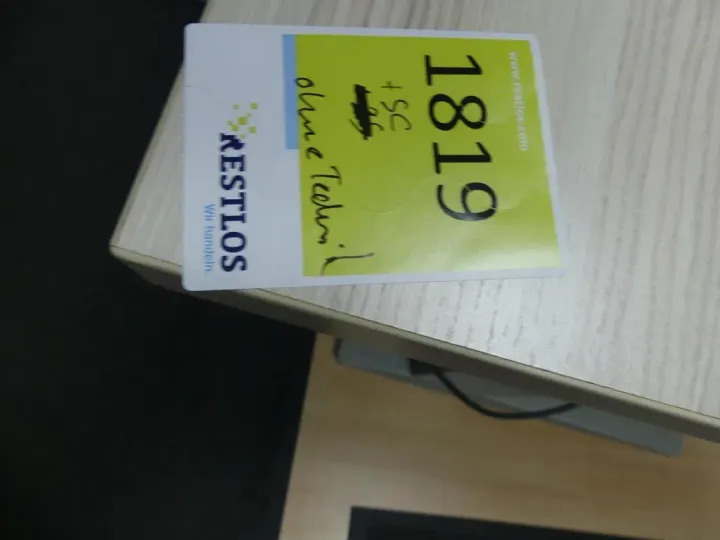 www.restlos.com
1819
+ SC
ohne Technik
RESTLOS
Wir handeln.